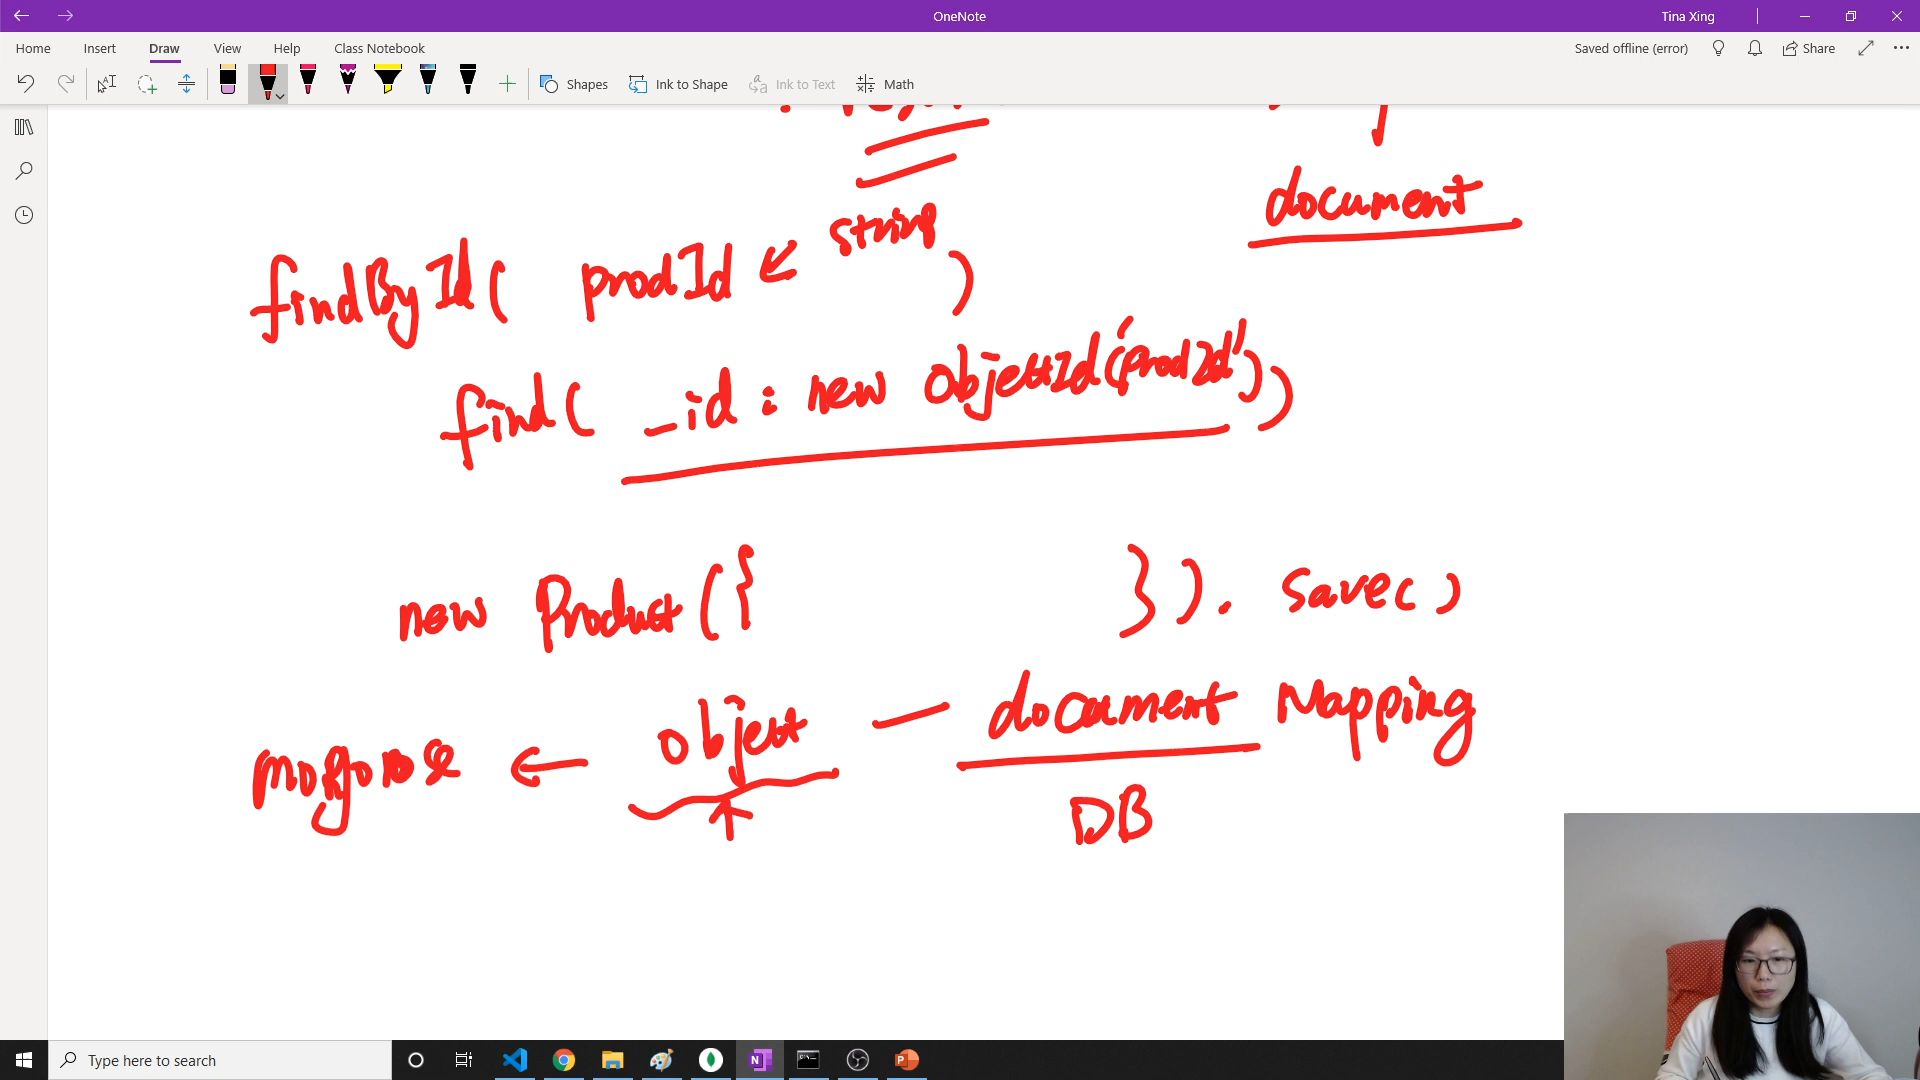 OneNote
Tina Xing
Home Insert Draw View Help Class Notebook
Saved offline (error) Share
Shapes Ink to Shape Ink to Text Math
document
string
findById( prodId ← )
find( _id : new ObjectId('prodId'))
new Product({ }). save()
object — document Mapping
mongoose ←
DB
Type here to search